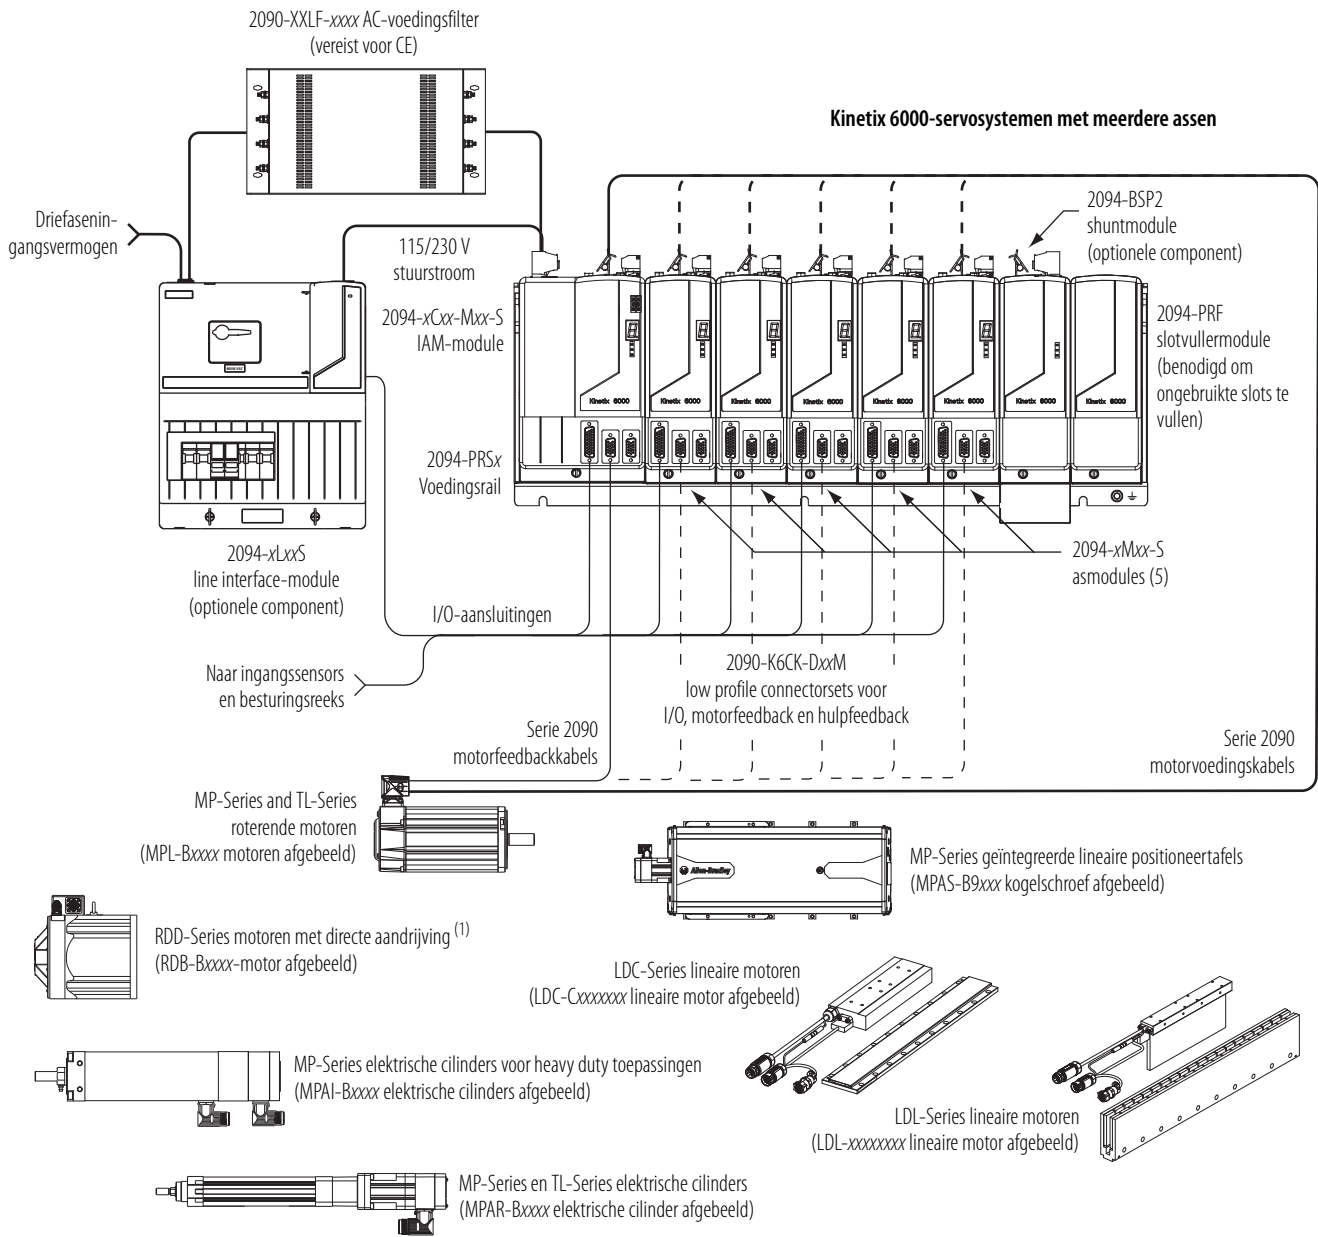 2090-XXLF-xxxx AC-voedingsfilter
(vereist voor CE)
Kinetix 6000-servosystemen met meerdere assen
Driefasenin-
gangsvermogen
115/230 V
stuurstroom
2094-BSP2
shuntmodule
(optionele component)
2094-xCxx-Mxx-S
IAM-module
2094-PRF
slotvullermodule
(benodigd om
ongebruikte slots te
vullen)
Kinetix 6000
Kinetix 6000
Kinetix 6000
Kinetix 6000
Kinetix 6000
Kinetix 6000
Kinetix 6000
Kinetix 6000
2094-PRSx
Voedingsrail
2094-xLxxS
line interface-module
(optionele component)
2094-xMxx-S
asmodules (5)
I/O-aansluitingen
Naar ingangssensors
en besturingsreeks
2090-K6CK-DxxM
low profile connectorsets voor
I/O, motorfeedback en hulpfeedback
Serie 2090
motorfeedbackkabels
Serie 2090
motorvoedingskabels
MP-Series and TL-Series
roterende motoren
(MPL-Bxxxx motoren afgebeeld)
Allen-Bradley
MP-Series geïntegreerde lineaire positioneertafels
(MPAS-B9xxx kogelschroef afgebeeld)
RDD-Series motoren met directe aandrijving (1)
(RDB-Bxxxx-motor afgebeeld)
LDC-Series lineaire motoren
(LDC-Cxxxxxxx lineaire motor afgebeeld)
MP-Series elektrische cilinders voor heavy duty toepassingen
(MPAI-Bxxxx elektrische cilinders afgebeeld)
LDL-Series lineaire motoren
(LDL-xxxxxxxx lineaire motor afgebeeld)
MP-Series en TL-Series elektrische cilinders
(MPAR-Bxxxx elektrische cilinder afgebeeld)